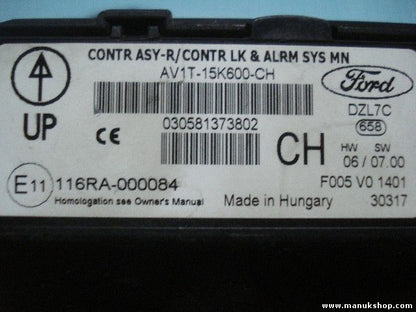 CONTR ASY-R/CONTR LK & ALRM SYS MN
AV1T-15K600-CH
Ford
DZL7C
658
UP
CE
030581373802
CH
HW SW
06 / 07.00
E11 116RA-000084
Homologation see Owner's Manual
F005 V0 1401
Made in Hungary 30317
www.manukshop.com